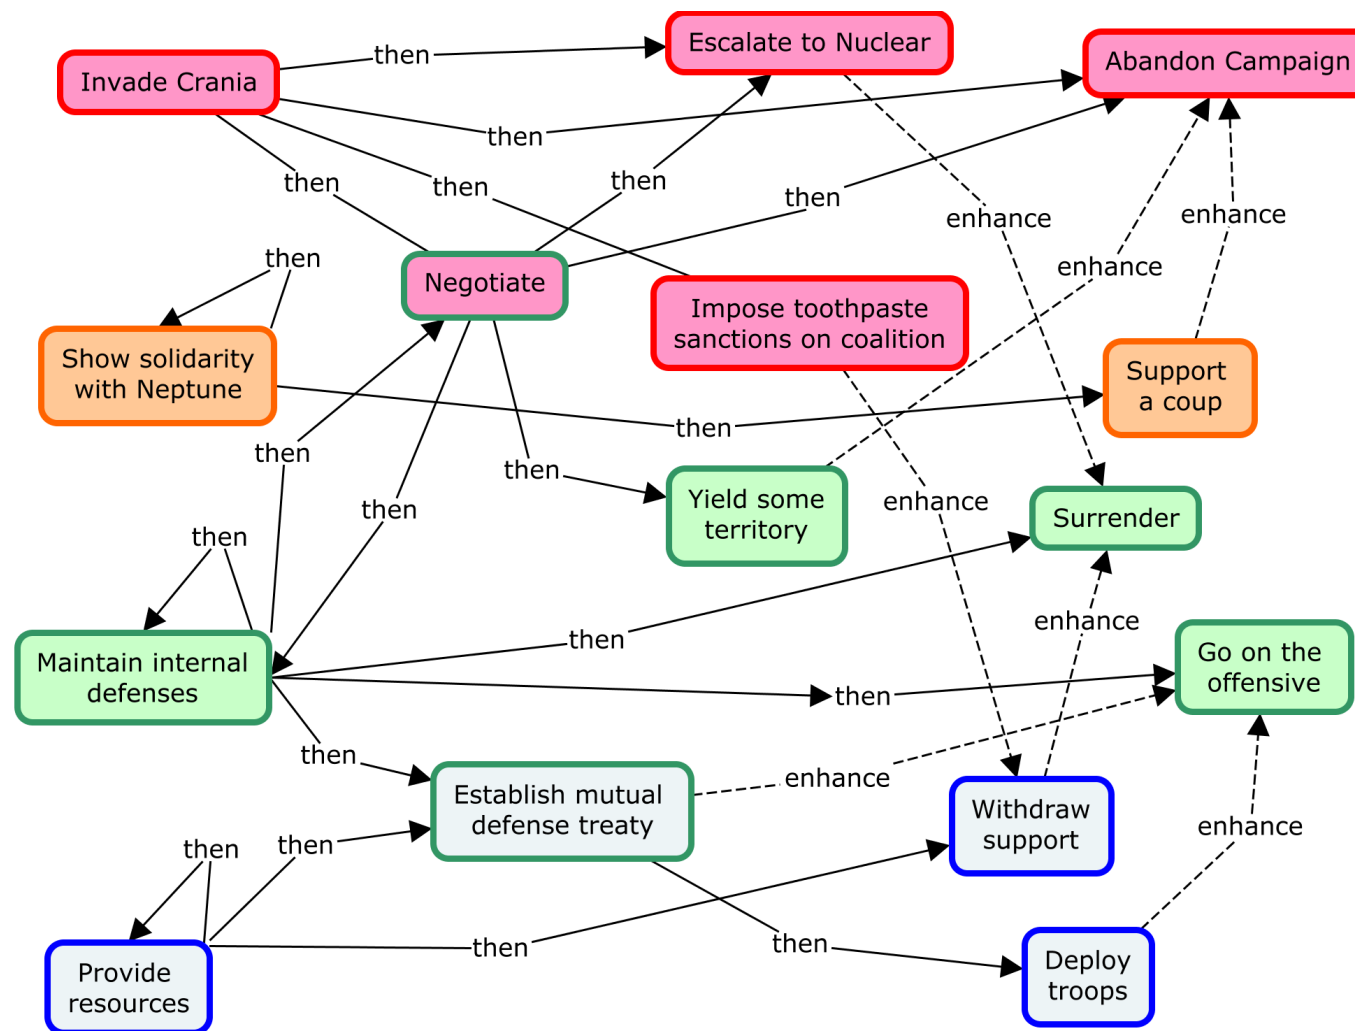 Escalate to Nuclear
then
Abandon Campaign
Invade Crania
then
then
then
then
then
enhance
enhance
then
enhance
Negotiate
Impose toothpaste
sanctions on coalition
Show solidarity
with Neptune
Support
a coup
then
then
then
enhance
Yield some
territory
then
Surrender
then
then
enhance
Maintain internal
defenses
Go on the
offensive
then
then
enhance
Establish mutual
defense treaty
Withdraw
support
enhance
then
then
then
then
Provide
resources
Deploy
troops